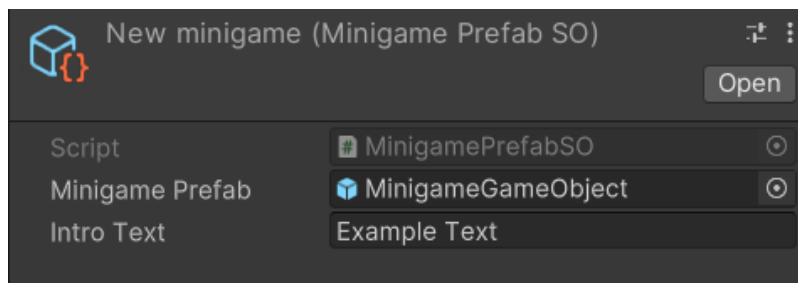 New minigame (Minigame Prefab SO)
Open
Script MinigamePrefabSO
Minigame Prefab MinigameGameObject
Intro Text Example Text